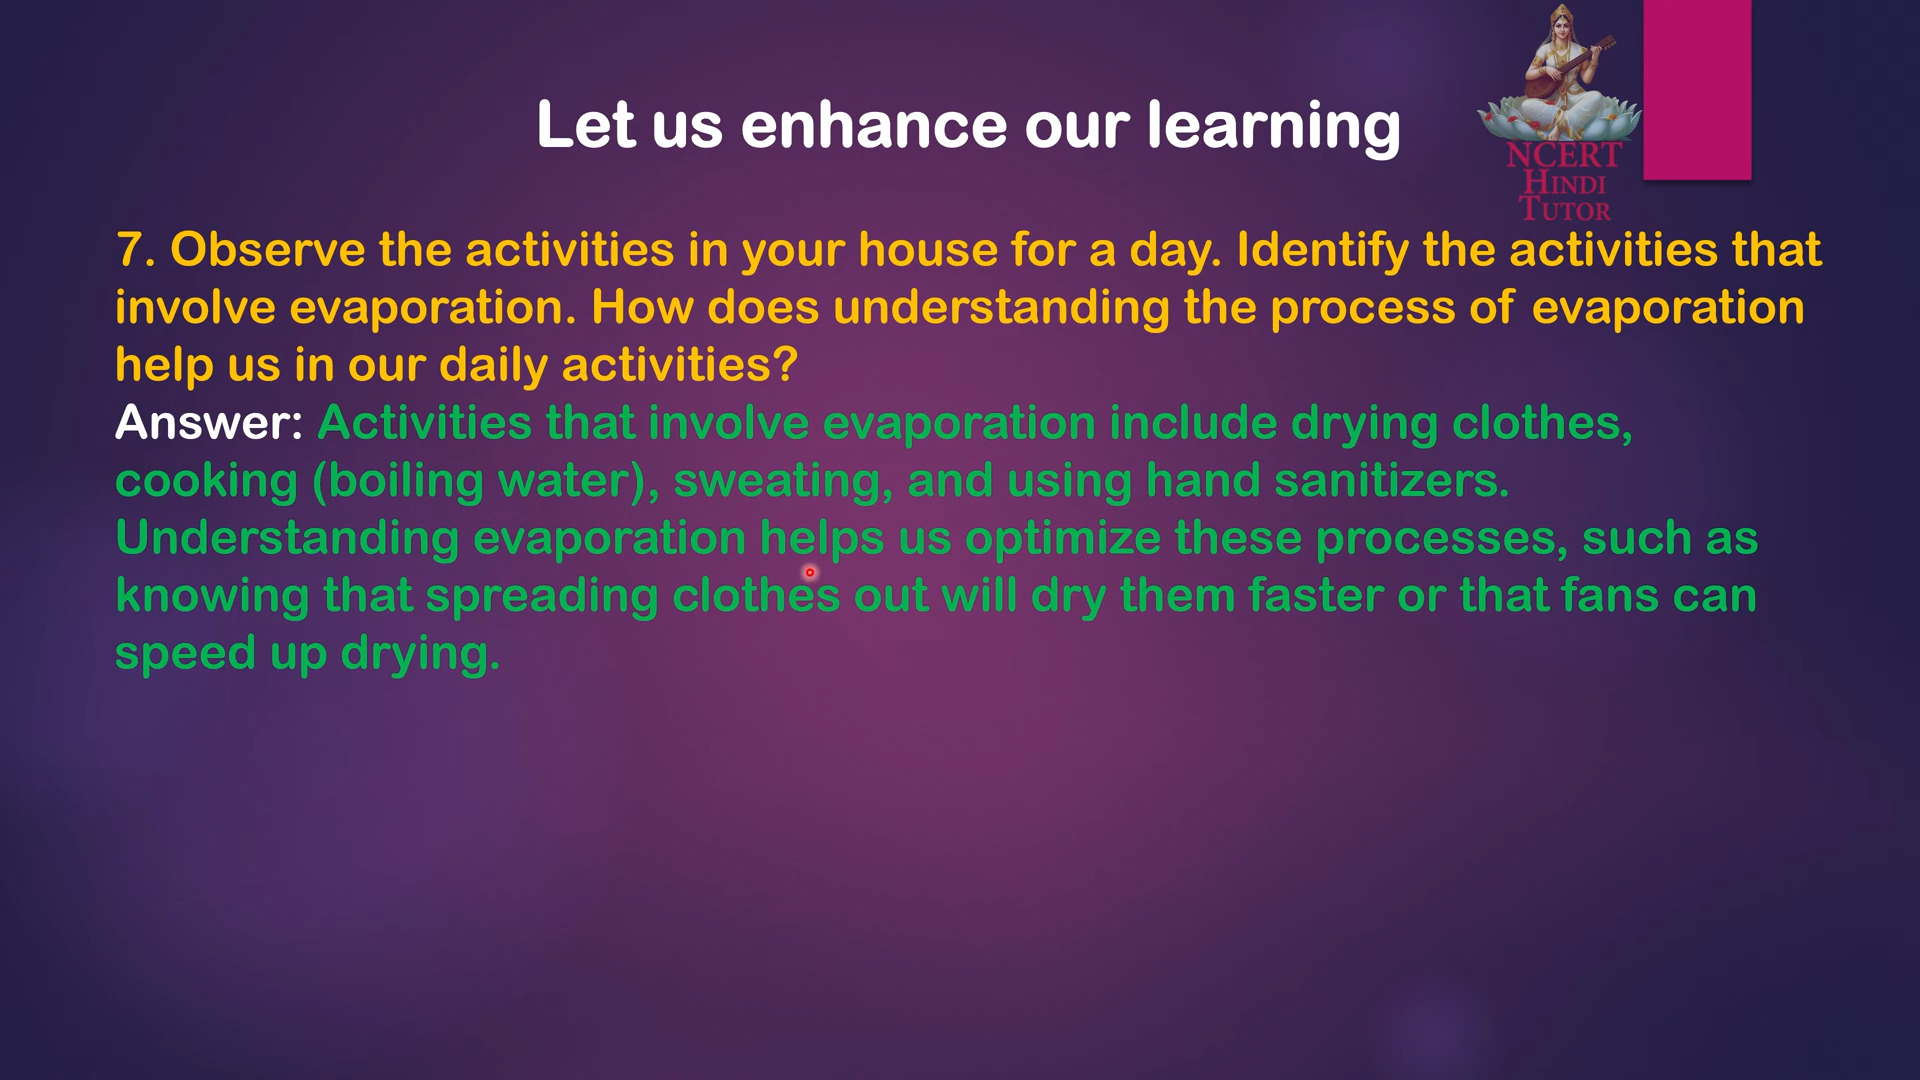 Let us enhance our learning
NCERT
HINDI
TUTOR
7. Observe the activities in your house for a day. Identify the activities that
involve evaporation. How does understanding the process of evaporation
help us in our daily activities?
Answer: Activities that involve evaporation include drying clothes,
cooking (boiling water), sweating, and using hand sanitizers.
Understanding evaporation helps us optimize these processes, such as
knowing that spreading clothes out will dry them faster or that fans can
speed up drying.